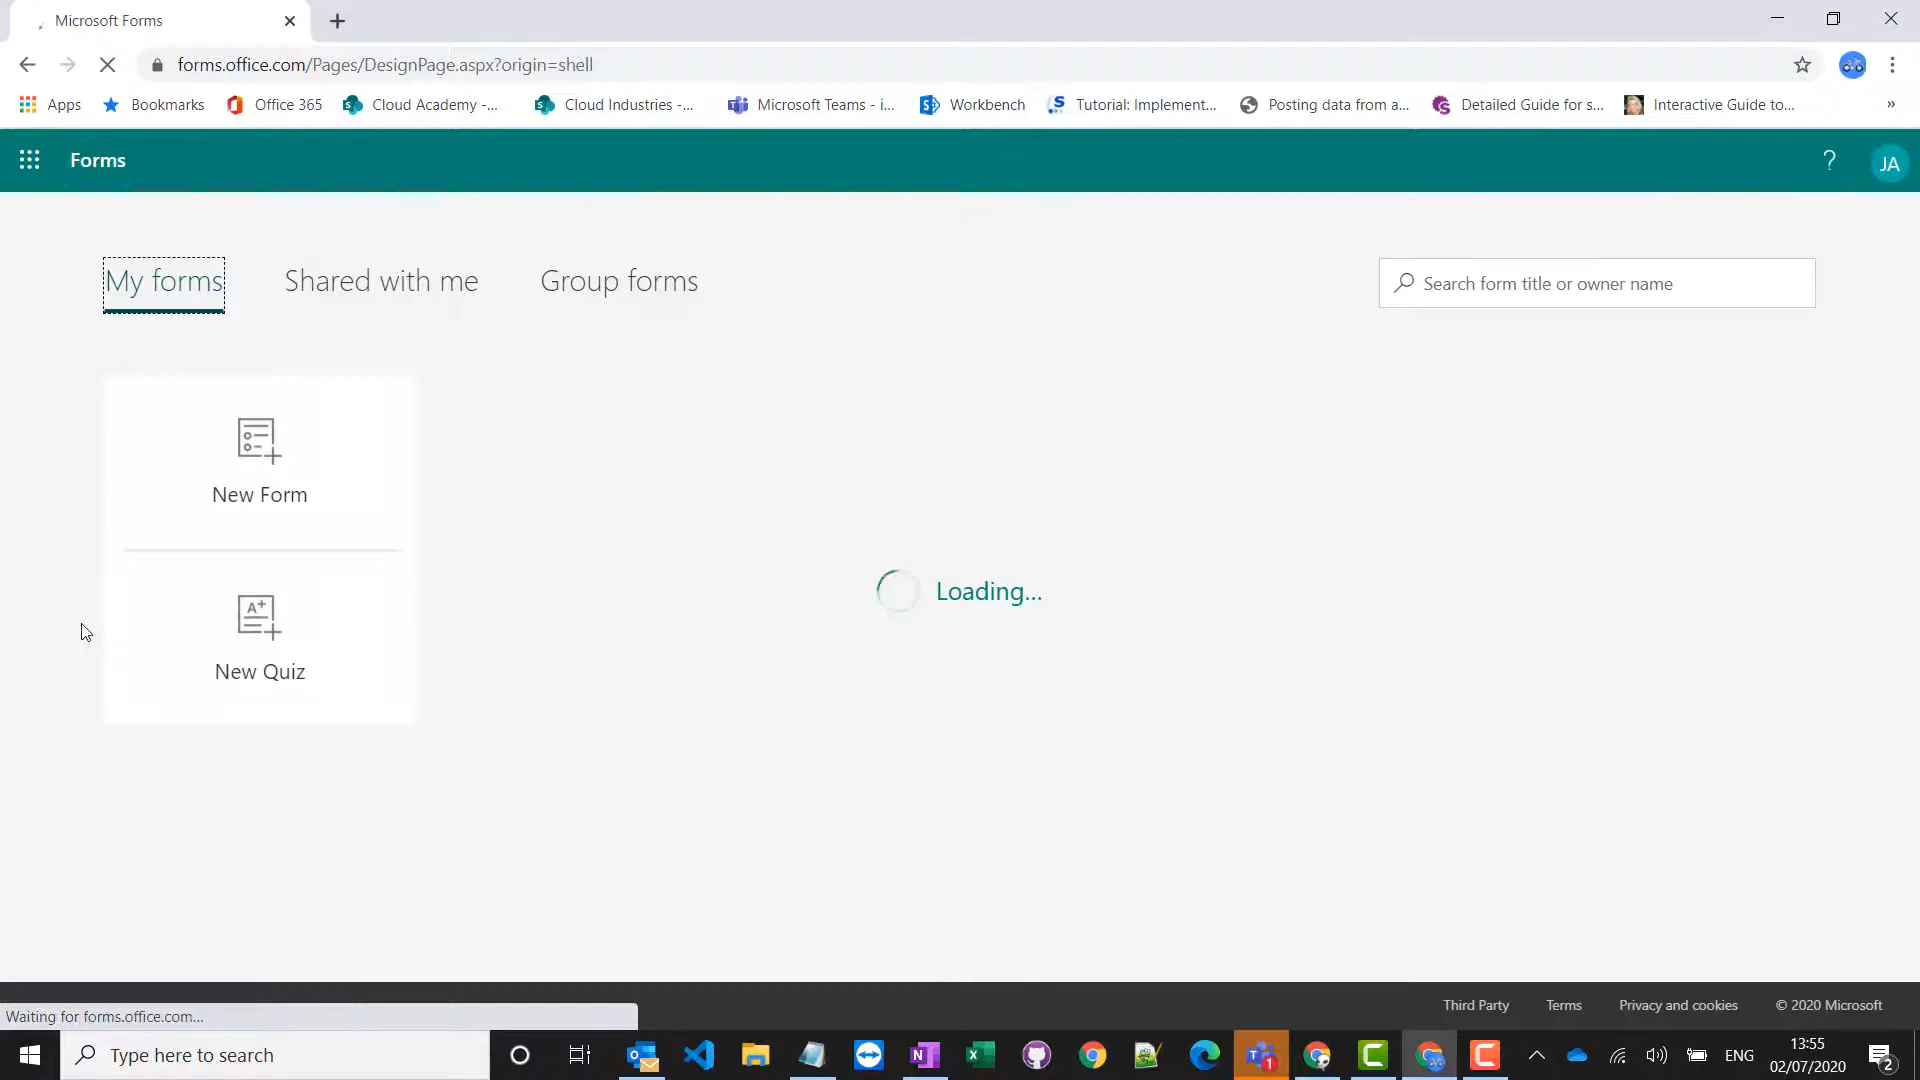 Microsoft Forms
forms.office.com/Pages/DesignPage.aspx?origin=shell
Apps Bookmarks Office 365 Cloud Academy -... Cloud Industries -... Microsoft Teams - i... Workbench Tutorial: Implement... Posting data from a... Detailed Guide for s... Interactive Guide to... »
Forms ? JA
My forms Shared with me Group forms Search form title or owner name
New Form
Loading...
A+
New Quiz
Third Party Terms Privacy and cookies © 2020 Microsoft
Waiting for forms.office.com...
Type here to search ENG 13:55
02/07/2020
1
2